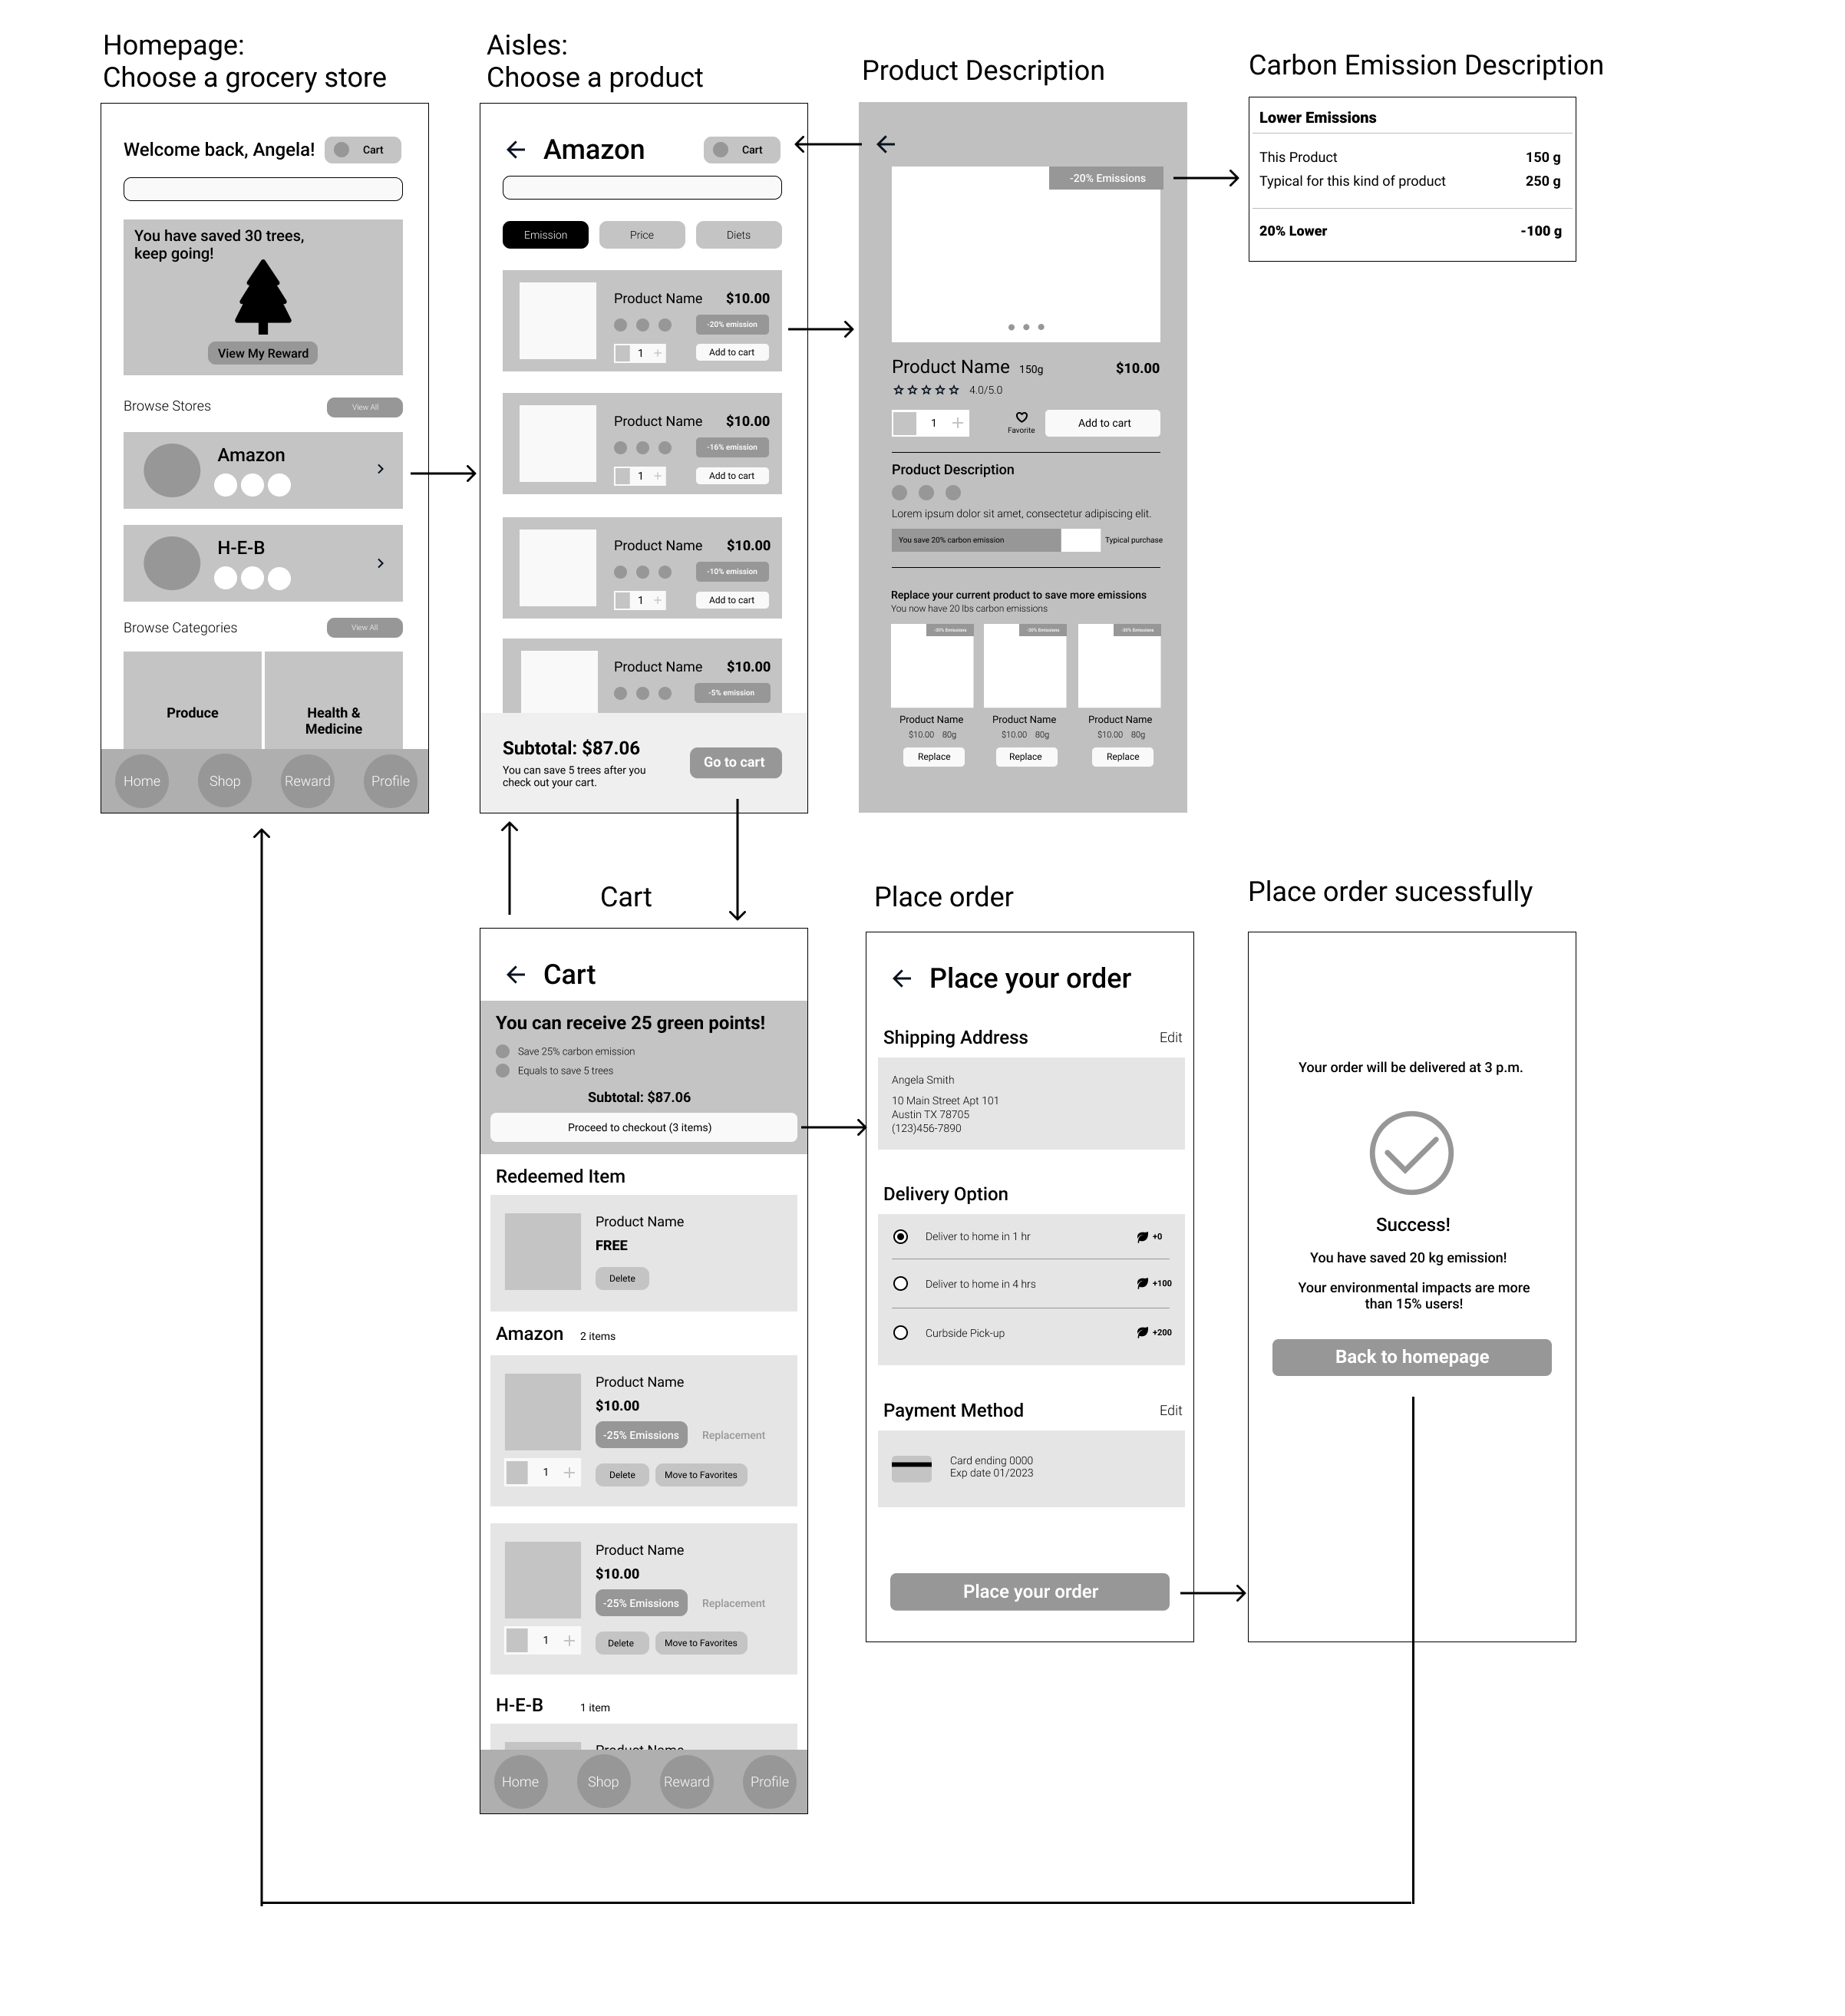 Homepage:
Choose a grocery store
Welcome back, Angela!
Cart
You have saved 30 trees,
keep going!
View My Reward
Browse Stores
View All
Amazon
H-E-B
Browse Categories
View All
Produce
Health &
Medicine
Home
Shop
Reward
Profile
Aisles:
Choose a product
Amazon
Cart
Emission
Price
Diets
Product Name
$10.00
-20% emission
1 +
Add to cart
Product Name
$10.00
-16% emission
1 +
Add to cart
Product Name
$10.00
-10% emission
1 +
Add to cart
Product Name
$10.00
-5% emission
Subtotal: $87.06
You can save 5 trees after you
check out your cart.
Go to cart
Product Description
-20% Emissions
Product Name 150g
$10.00
4.0/5.0
1 +
Favorite
Add to cart
Product Description
Lorem ipsum dolor sit amet, consectetur adipiscing elit.
You save 20% carbon emission
Typical purchase
Replace your current product to save more emissions
You now have 20 lbs carbon emissions
Emissions
Emissions
Emissions
Product Name
Product Name
Product Name
$10.00 80g
$10.00 80g
$10.00 80g
Replace
Replace
Replace
Carbon Emission Description
Lower Emissions
This Product 150 g
Typical for this kind of product 250 g
20% Lower -100 g
Cart
Cart
You can receive 25 green points!
Save 25% carbon emission
Equals to save 5 trees
Subtotal: $87.06
Proceed to checkout (3 items)
Redeemed Item
Product Name
FREE
Delete
Amazon 2 items
Product Name
$10.00
-25% Emissions
Replacement
1 +
Delete
Move to Favorites
Product Name
$10.00
-25% Emissions
Replacement
1 +
Delete
Move to Favorites
H-E-B 1 item
Product Name
Home
Shop
Reward
Profile
Place order
Place your order
Shipping Address
Edit
Angela Smith
10 Main Street Apt 101
Austin TX 78705
(123)456-7890
Delivery Option
Deliver to home in 1 hr
+0
Deliver to home in 4 hrs
+100
Curbside Pick-up
+200
Payment Method
Edit
Card ending 0000
Exp date 01/2023
Place your order
Place order sucessfully
Your order will be delivered at 3 p.m.
Success!
You have saved 20 kg emission!
Your environmental impacts are more
than 15% users!
Back to homepage